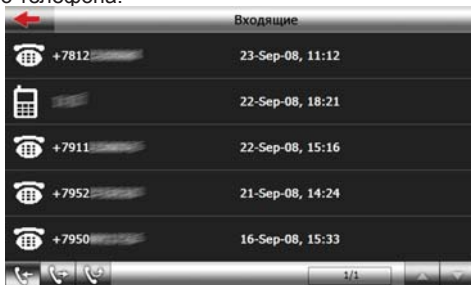 о телефона.
Входящие
+7812 23-Sep-08, 11:12
22-Sep-08, 18:21
+7911 22-Sep-08, 15:16
+7952 21-Sep-08, 14:24
+7950 16-Sep-08, 15:33
1/1